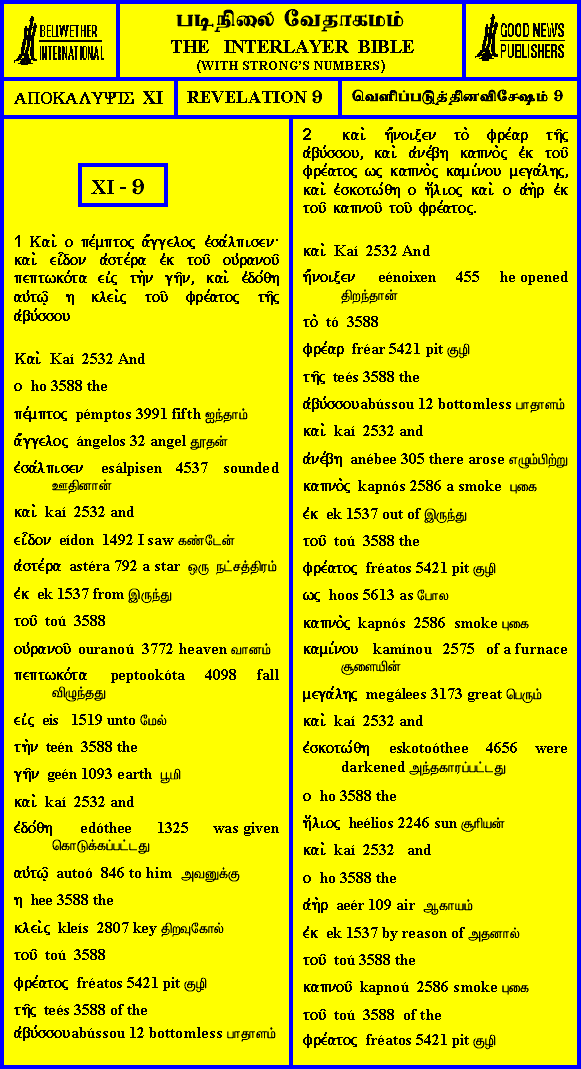 BELLWETHER
INTERNATIONAL
படிநிலை வேதாகமம்
THE INTERLAYER BIBLE
(WITH STRONG'S NUMBERS)
GOOD NEWS
PUBLISHERS
ΑΠΟΚΑΛΥΨΙΣ XI
REVELATION 9
வெளிப்படுத்தினவிசேஷம் 9
XI - 9
1 Καὶ ο πέμπτος ἄγγελος ἐσάλπισεν·
καὶ εἶδον ἀστέρα ἐκ τοῦ οὐρανοῦ
πεπτωκότα εἰς τὴν γῆν, καὶ ἐδόθη
αὐτῷ η κλεὶς τοῦ φρέατος τῆς
ἀβύσσου
Καὶ Kaí 2532 And
ο ho 3588 the
πέμπτος pémptos 3991 fifth ஐந்தாம்
ἄγγελος ángelos 32 angel தூதன்
ἐσάλπισεν esálpisen 4537 sounded
ஊதினான்
καὶ kaí 2532 and
εἶδον eídon 1492 I saw கண்டேன்
ἀστέρα astéra 792 a star ஒரு நட்சத்திரம்
ἐκ ek 1537 from இருந்து
τοῦ toú 3588
οὐρανοῦ ouranoú 3772 heaven வானம்
πεπτωκότα peptookóta 4098 fall
விழுந்தது
εἰς eis 1519 unto மேல்
τὴν teén 3588 the
γῆν geén 1093 earth பூமி
καὶ kaí 2532 and
ἐδόθη edóthee 1325 was given
கொடுக்கப்பட்டது
αὐτῷ autoó 846 to him அவனுக்கு
η hee 3588 the
κλεὶς kleís 2807 key திறவுகோல்
τοῦ toú 3588
φρέατος fréatos 5421 pit குழி
τῆς teés 3588 of the
ἀβύσσουabússou 12 bottomless பாதாளம்
2 καὶ ἤνοιξεν τὸ φρέαρ τῆς
ἀβύσσου, καὶ ἀνέβη καπνὸς ἐκ τοῦ
φρέατος ως καπνὸς καμίνου μεγάλης,
καὶ ἐσκοτώθη ο ἥλιος καὶ ο ἀὴρ ἐκ
τοῦ καπνοῦ τοῦ φρέατος.
καὶ Kaí 2532 And
ἤνοιξεν eénoixen 455 he opened
திறந்தான்
τὸ tó 3588
φρέαρ fréar 5421 pit குழி
τῆς teés 3588 the
ἀβύσσουabússou 12 bottomless பாதாளம்
καὶ kaí 2532 and
ἀνέβη anébee 305 there arose எழும்பிற்று
καπνὸς kapnós 2586 a smoke புகை
ἐκ ek 1537 out of இருந்து
τοῦ toú 3588 the
φρέατος fréatos 5421 pit குழி
ως hoos 5613 as போல
καπνὸς kapnós 2586 smoke புகை
καμίνου kamínou 2575 of a furnace
சூளையின்
μεγάλης megálees 3173 great பெரும்
καὶ kaí 2532 and
ἐσκοτώθη eskotoóthee 4656 were
darkened அந்தகாரப்பட்டது
ο ho 3588 the
ἥλιος heélios 2246 sun சூரியன்
καὶ kaí 2532 and
ο ho 3588 the
ἀὴρ aeér 109 air ஆகாயம்
ἐκ ek 1537 by reason of அதனால்
τοῦ toú 3588 the
καπνοῦ kapnoú 2586 smoke புகை
τοῦ toú 3588 of the
φρέατος fréatos 5421 pit குழி